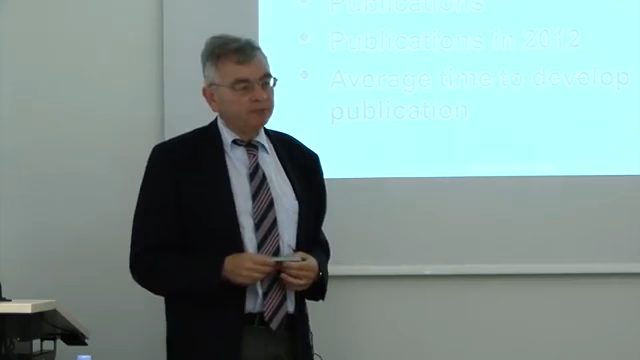 Publications
Publications in 2012
Average time to develop
publication